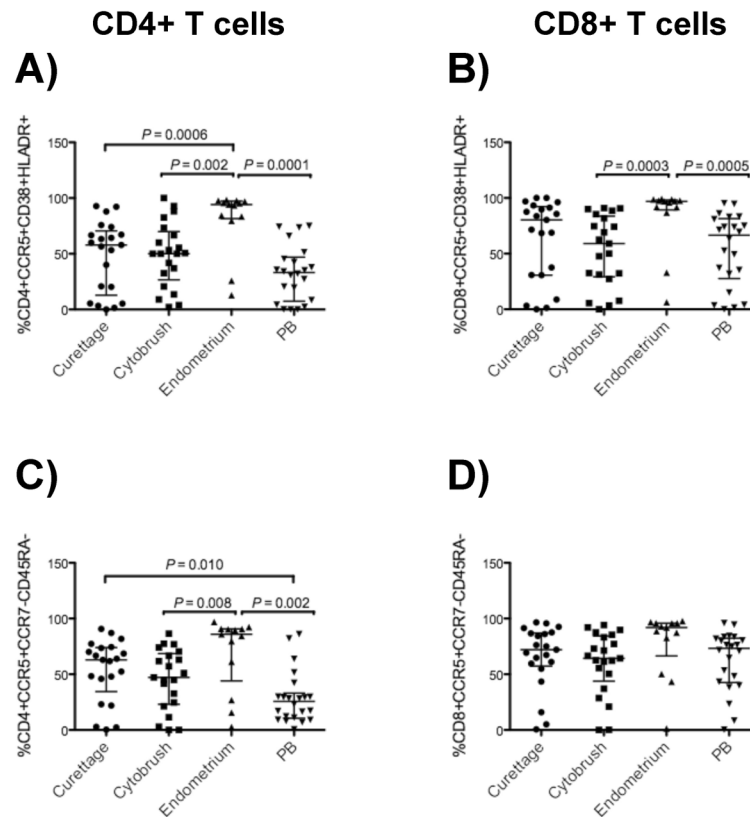 CD4+ T cells
CD8+ T cells
A)
B)
%CD4+CCR5+CD38+HLADR+
150
100
50
0
P = 0.0006
P = 0.002
P = 0.0001
Curettage
Cytobrush
Endometrium
PB
%CD8+CCR5+CD38+HLADR+
150
100
50
0
P = 0.0003
P = 0.0005
Curettage
Cytobrush
Endometrium
PB
C)
D)
%CD4+CCR5+CCR7-CD45RA-
150
100
50
0
P = 0.010
P = 0.008
P = 0.002
Curettage
Cytobrush
Endometrium
PB
%CD8+CCR5+CCR7-CD45RA-
150
100
50
0
Curettage
Cytobrush
Endometrium
PB